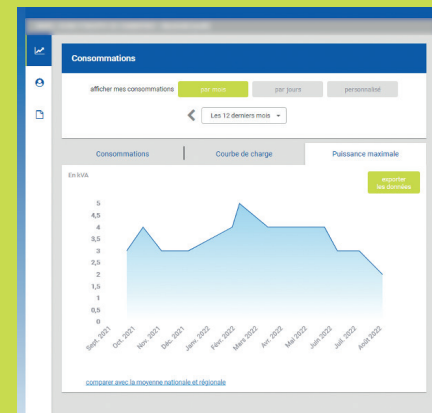 Consommations
afficher mes consommations par mois par jours personnalisé
Les 12 derniers mois
Consommations Courbe de charge Puissance maximale
En kVA
exporter
les données
5
4,5
4
3,5
3
2,5
2
1,5
1
0,5
0
Sept. 2021 Oct. 2021 Nov. 2021 Déc. 2021 Janv. 2022 Févr. 2022 Mars 2022 Avr. 2022 Mai 2022 Juin 2022 Juil. 2022 Août 2022
comparer avec la moyenne nationale et régionale